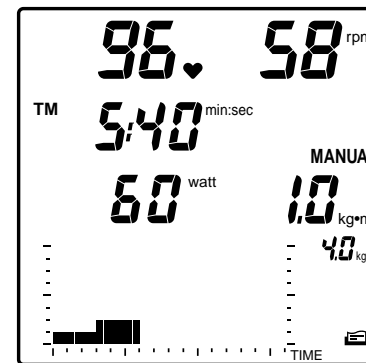 96 ♥ 58 rpm
TM 5:40 min:sec
MANUA
60 watt 1.0 kg•m
4.0 kg
TIME